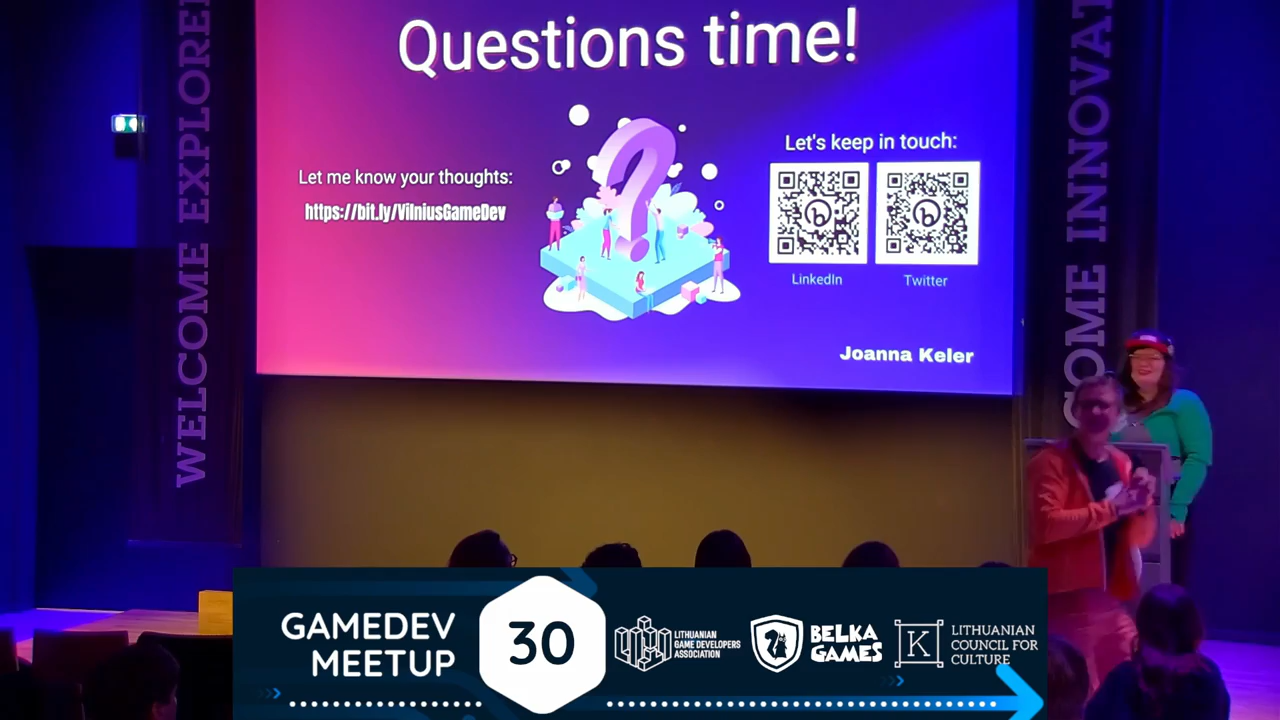 Questions time!
Let me know your thoughts:
https://bit.ly/VilniusGameDev
Let's keep in touch:
LinkedIn
Twitter
Joanna Keler
WELCOME EXPLORE
COME INNOVAT
GAMEDEV
MEETUP
30
LITHUANIAN
GAME DEVELOPERS
ASSOCIATION
BELKA
GAMES
K
LITHUANIAN
COUNCIL FOR
CULTURE